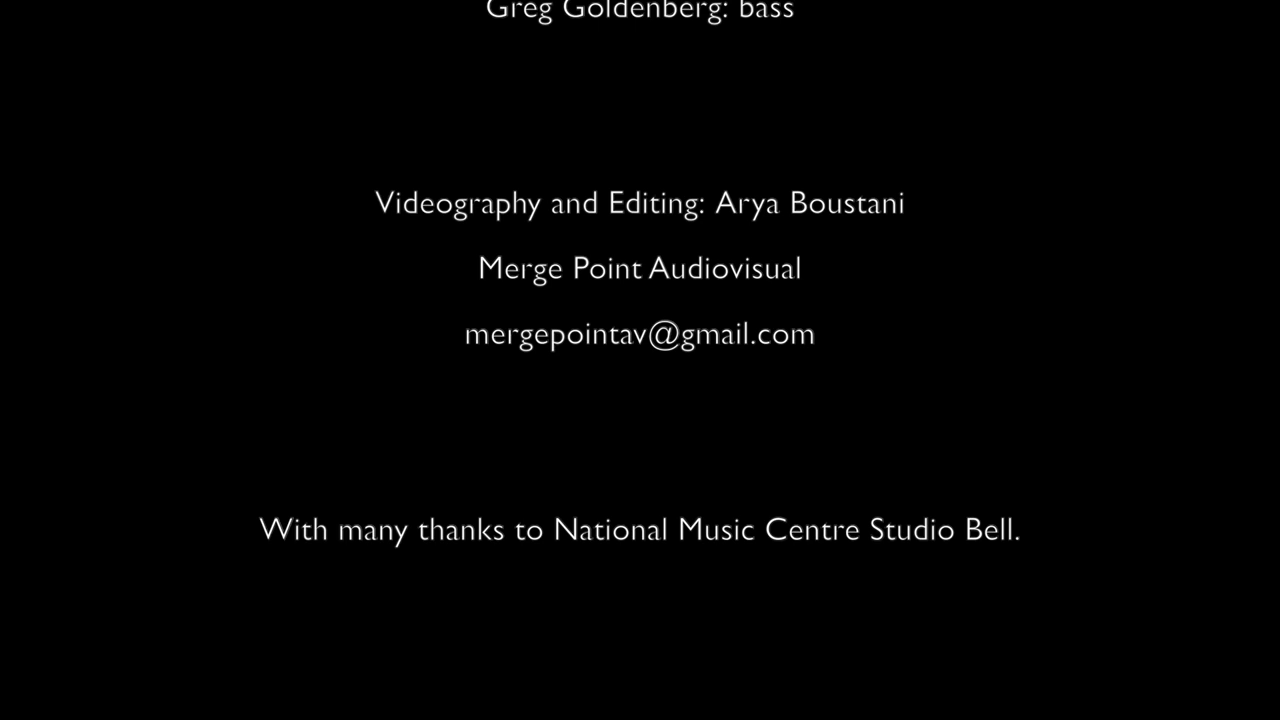 Greg Goldenberg: bass
Videography and Editing: Arya Boustani
Merge Point Audiovisual
mergepointav@gmail.com
With many thanks to National Music Centre Studio Bell.